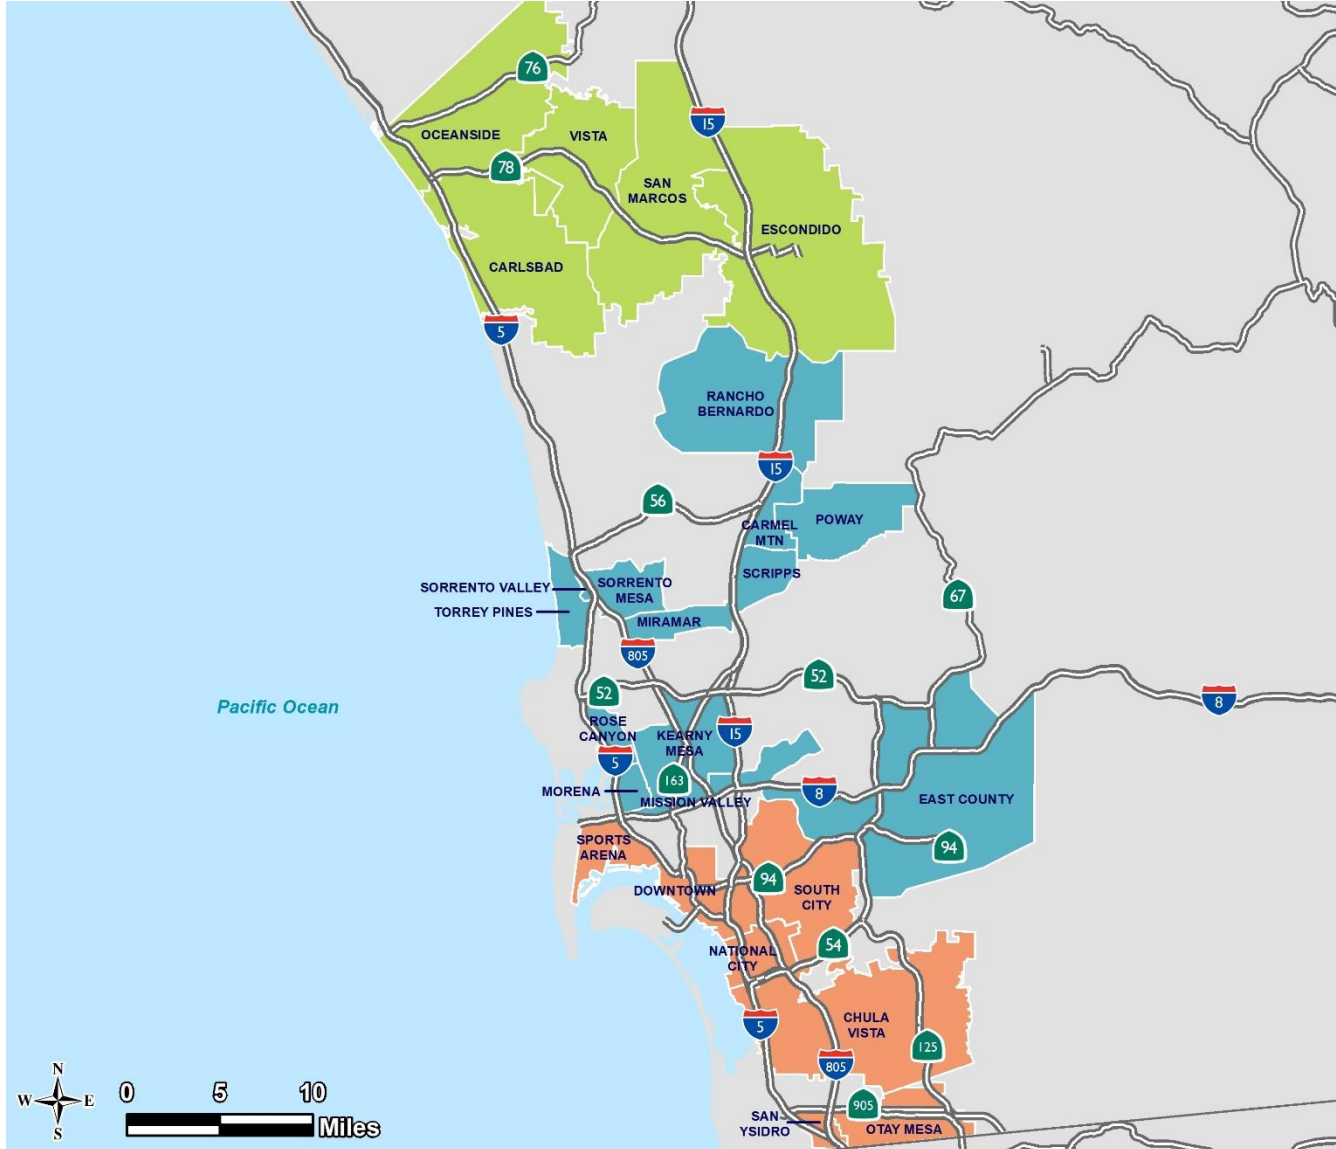 76
15
OCEANSIDE
VISTA
78
SAN
MARCOS
ESCONDIDO
CARLSBAD
5
RANCHO
BERNARDO
15
56
POWAY
CARMEL
MTN
SCRIPPS
SORRENTO VALLEY
SORRENTO
MESA
TORREY PINES
67
MIRAMAR
805
52
52
8
Pacific Ocean
ROSE
CANYON
KEARNY
MESA
15
5
163
MORENA
MISSION VALLEY
8
EAST COUNTY
SPORTS
ARENA
94
94
DOWNTOWN
SOUTH
CITY
NATIONAL
CITY
54
5
CHULA
VISTA
125
805
905
SAN
YSIDRO
OTAY MESA
N
W E
S
0 5 10
Miles